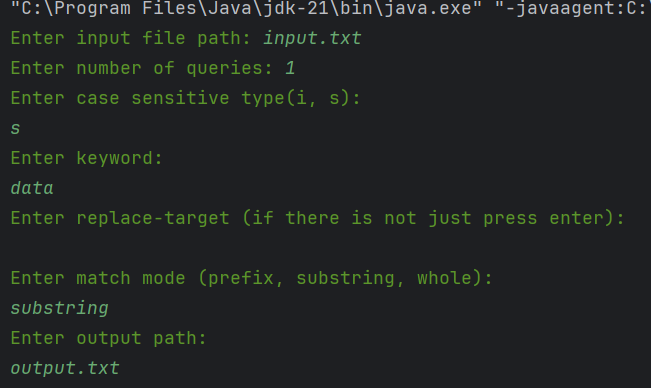 "C:\Program Files\Java\jdk-21\bin\java.exe" "-javaagent:C:\
Enter input file path: input.txt
Enter number of queries: 1
Enter case sensitive type(i, s):
s
Enter keyword:
data
Enter replace-target (if there is not just press enter):
Enter match mode (prefix, substring, whole):
substring
Enter output path:
output.txt